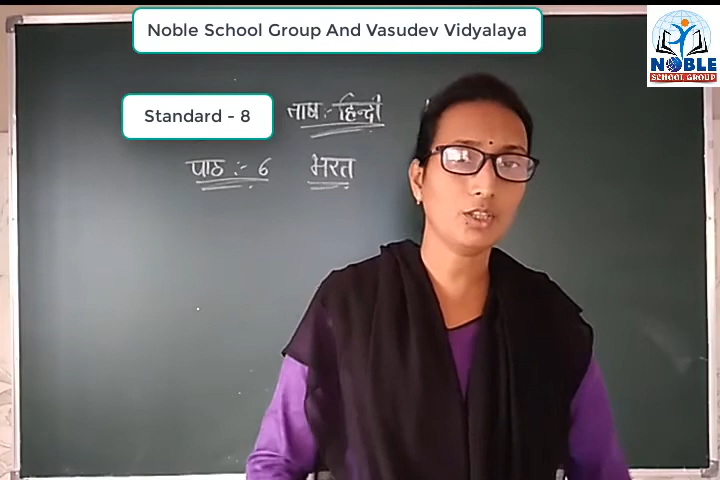 Noble School Group And Vasudev Vidyalaya
NOBLE
SCHOOL GROUP
Standard - 8
:- हिन्दी
पाठ :- 6 भरत